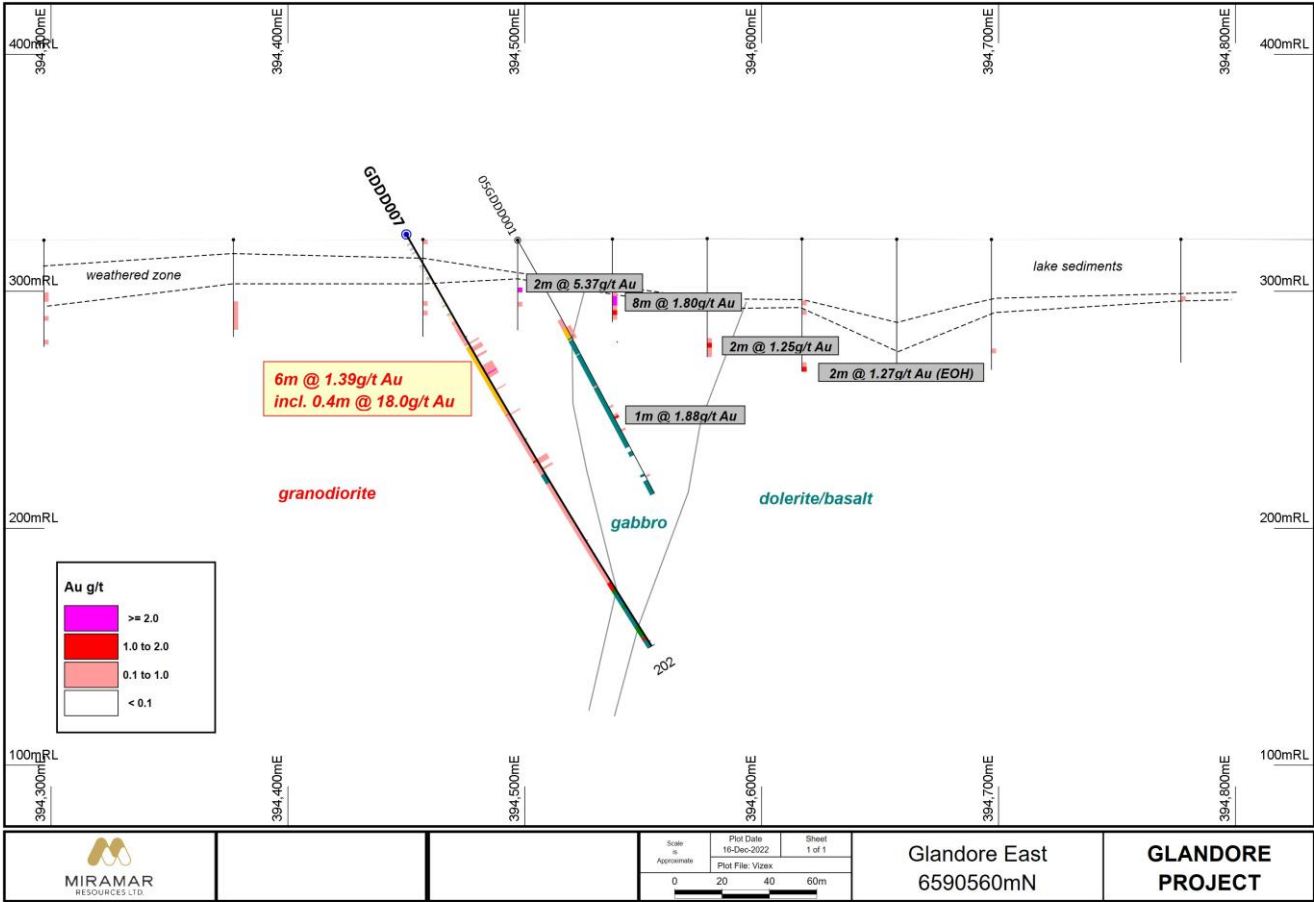 394,300mE
394,400mE
394,500mE
394,600mE
394,700mE
394,800mE
400mRL
400mRL
GDDD007
05GDDD001
weathered zone
lake sediments
300mRL
300mRL
2m @ 5.37g/t Au
8m @ 1.80g/t Au
2m @ 1.25g/t Au
2m @ 1.27g/t Au (EOH)
6m @ 1.39g/t Au
incl. 0.4m @ 18.0g/t Au
1m @ 1.88g/t Au
granodiorite
gabbro
dolerite/basalt
200mRL
200mRL
202
Au g/t
>= 2.0
1.0 to 2.0
0.1 to 1.0
< 0.1
100mRL
100mRL
394,300mE
394,400mE
394,500mE
394,600mE
394,700mE
394,800mE
MIRAMAR
RESOURCES LTD.
Scale
is
Approximate
Plot Date
16-Dec-2022
Sheet
1 of 1
Plot File: Vizex
0 20 40 60m
Glandore East
6590560mN
GLANDORE
PROJECT